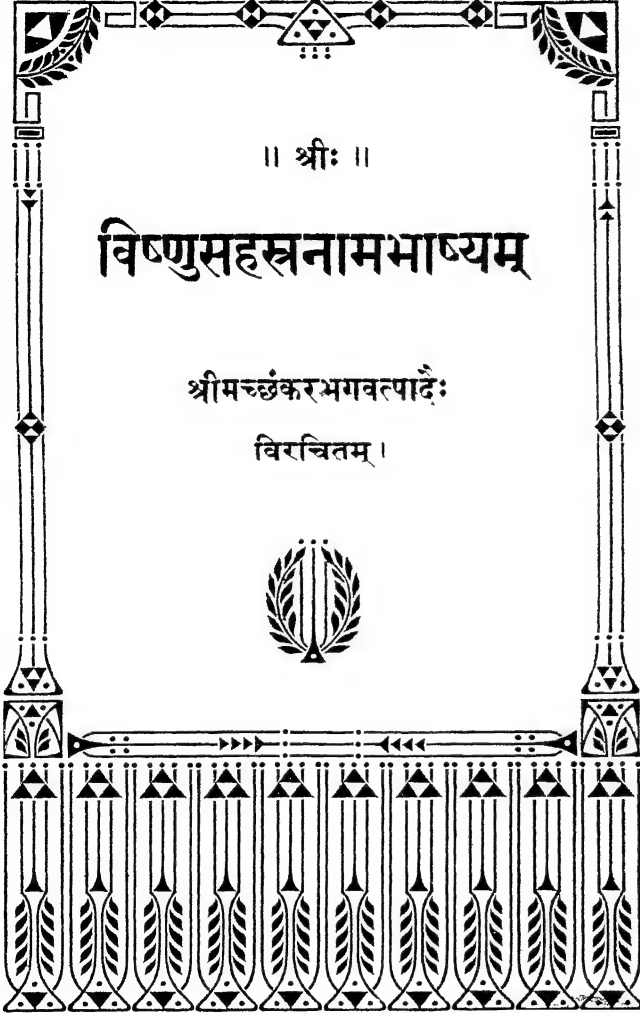 ॥ श्रीः ॥
विष्णुसहस्रनामभाष्यम्
श्रीमच्छंकरभगवत्पादैः
विरचितम् ।